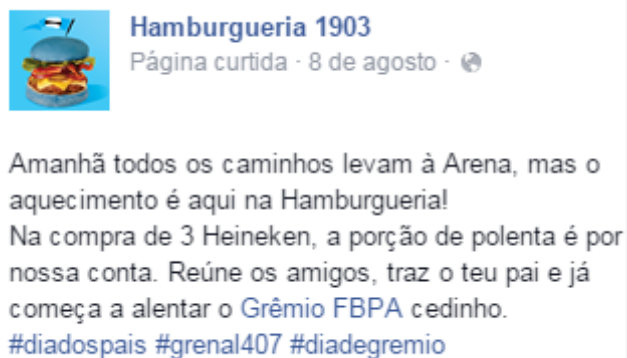 Hamburgueria 1903
Página curtida · 8 de agosto ·
Amanhã todos os caminhos levam à Arena, mas o
aquecimento é aqui na Hamburgueria!
Na compra de 3 Heineken, a porção de polenta é por
nossa conta. Reúne os amigos, traz o teu pai e já
começa a alentar o Grêmio FBPA cedinho.
#diadospais #grenal407 #diadegremio